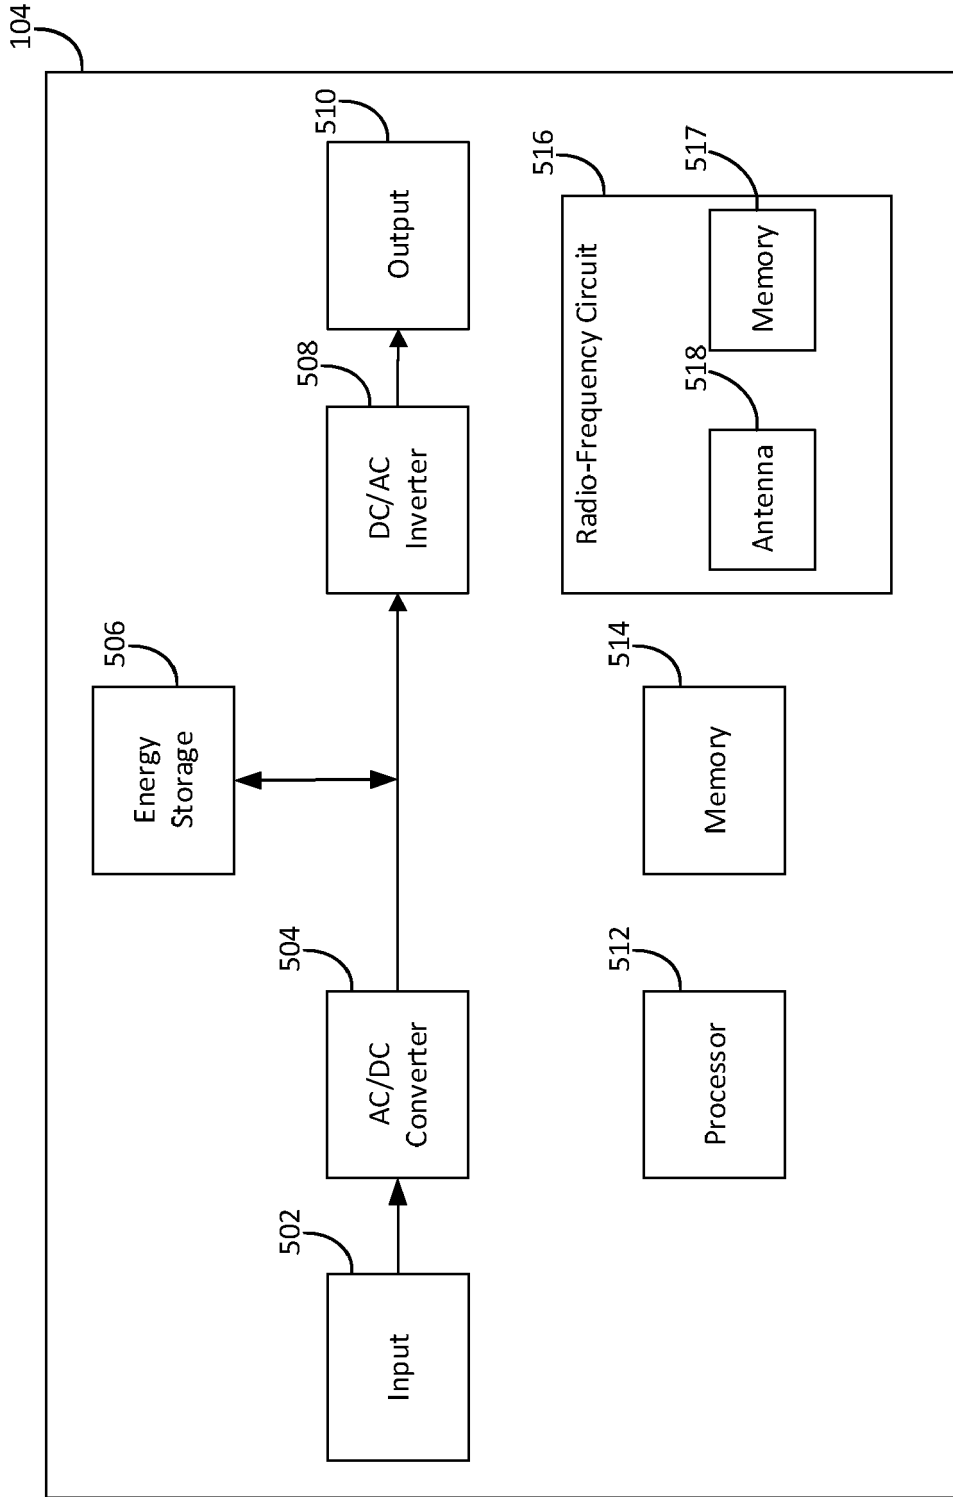 104
506
Energy
Storage
502
Input
504
AC/DC
Converter
508
DC/AC
Inverter
510
Output
512
Processor
514
Memory
516
Radio-Frequency Circuit
518
Antenna
517
Memory